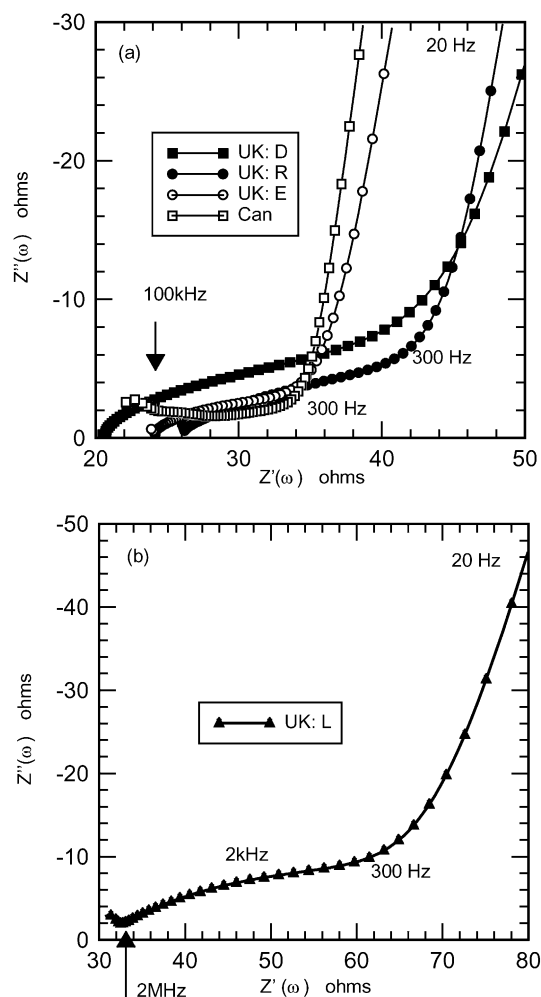 (a)
-30
-20
-10
0
Z"(ω) ohms
20 Hz
UK: D
UK: R
UK: E
Can
100kHz
300 Hz
300 Hz
20 30 40 50
Z'(ω) ohms
(b)
-50
-40
-30
-20
-10
0
Z"(ω) ohms
20 Hz
UK: L
2kHz
300 Hz
30 40 50 60 70 80
2MHz
Z'(ω) ohms